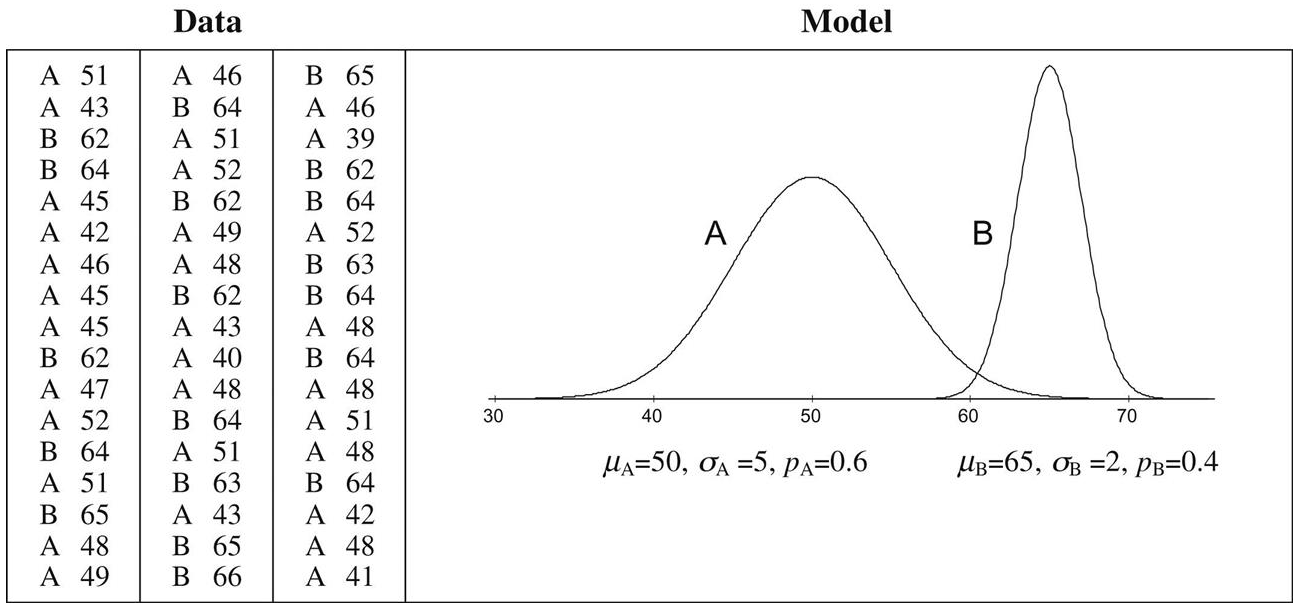 Data Model
A 51 A 46 B 65
A 43 B 64 A 46
B 62 A 51 A 39
B 64 A 52 B 62
A 45 B 62 B 64
A 42 A 49 A 52
A 46 A 48 B 63
A 45 B 62 B 64
A 45 A 43 A 48
B 62 A 40 B 64
A 47 A 48 A 48
A 52 B 64 A 51
B 64 A 51 A 48
A 51 B 63 B 64
B 65 A 43 A 42
A 48 B 65 A 48
A 49 B 66 A 41
A B
30 40 50 60 70
μA=50, σA =5, pA=0.6 μB=65, σB =2, pB=0.4